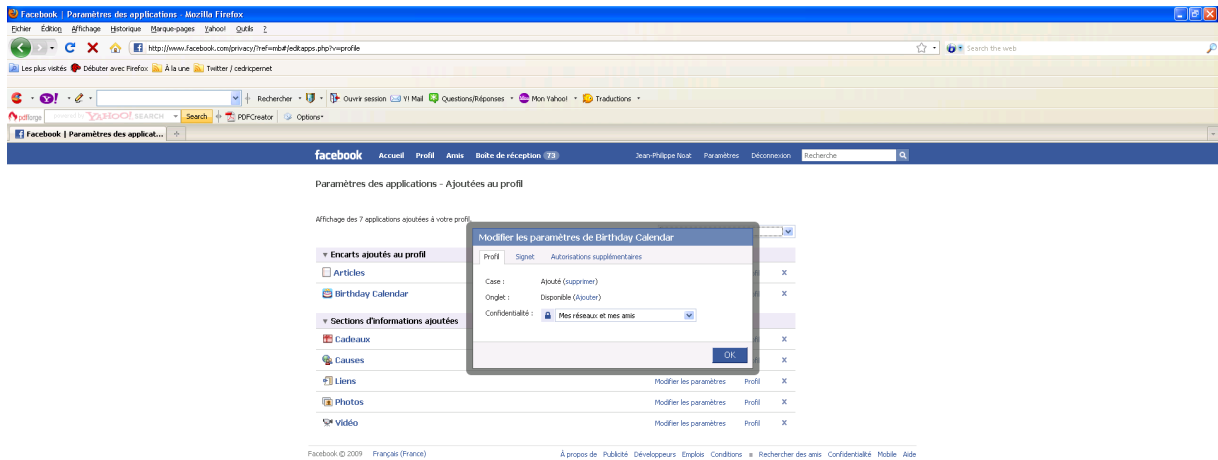 Facebook | Paramètres des applications - Mozilla Firefox
Fichier Édition Affichage Historique Marque-pages Yahoo! Outils ?
http://www.facebook.com/privacy/?ref=mb#/editapps.php?v=profile Search the web
Les plus visités Débuter avec Firefox À la une Twitter / cedricpernet
Rechercher Ouvrir session Y! Mail Questions/Réponses Mon Yahoo! Traductions
pdfforge powered by YAHOO! SEARCH Search PDFCreator Options
Facebook | Paramètres des applicat...
facebook Accueil Profil Amis Boîte de réception 73 Jean-Philippe Noat Paramètres Déconnexion Recherche
Paramètres des applications - Ajoutées au profil
Affichage des 7 applications ajoutées à votre profil.
Modifier les paramètres de Birthday Calendar
Profil Signet Autorisations supplémentaires
Case : Ajouté (supprimer)
Onglet : Disponible (Ajouter)
Confidentialité : Mes réseaux et mes amis
OK
Encarts ajoutés au profil
Articles x
Birthday Calendar x
Sections d'informations ajoutées
Cadeaux x
Causes x
Liens Modifier les paramètres Profil x
Photos Modifier les paramètres Profil x
Vidéo Modifier les paramètres Profil x
Facebook © 2009 Français (France) À propos de Publicité Développeurs Emplois Conditions Rechercher des amis Confidentialité Mobile Aide